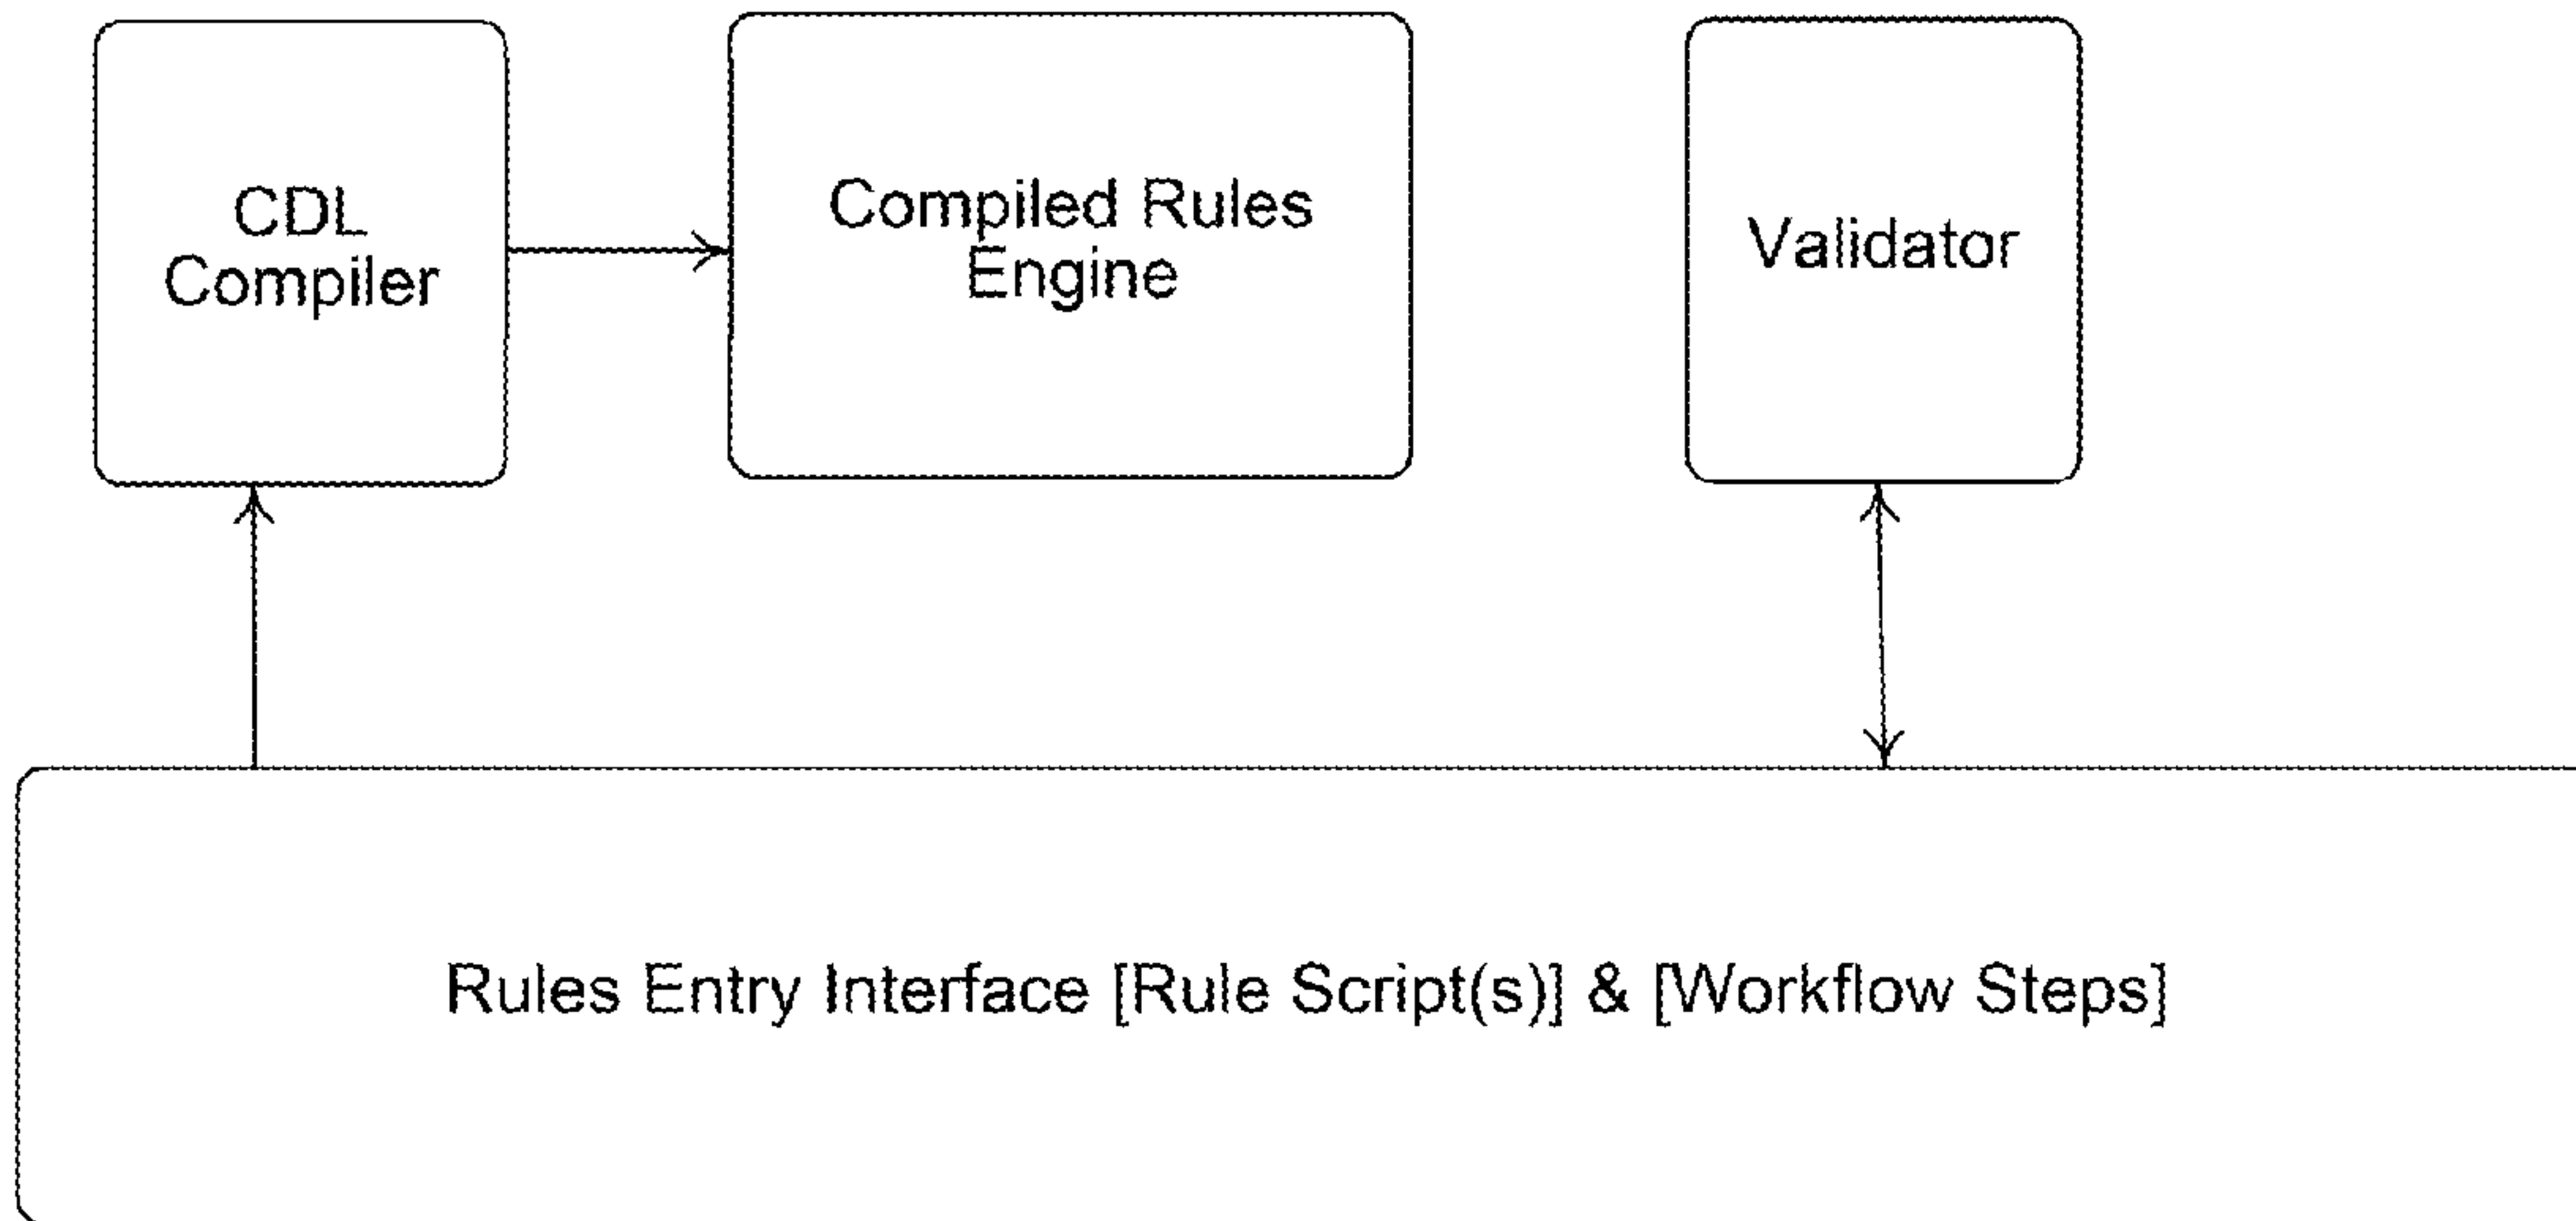 CDL
Compiler
Compiled Rules
Engine
Validator
Rules Entry Interface [Rule Script(s)] & [Workflow Steps]